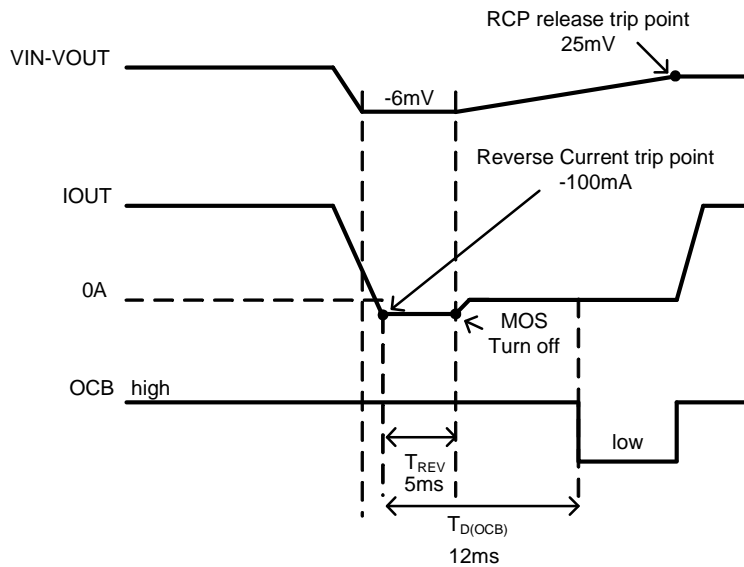 RCP release trip point
25mV
VIN-VOUT
-6mV
Reverse Current trip point
-100mA
IOUT
0A
MOS
Turn off
OCB high
low
TREV
5ms
TD(OCB)
12ms